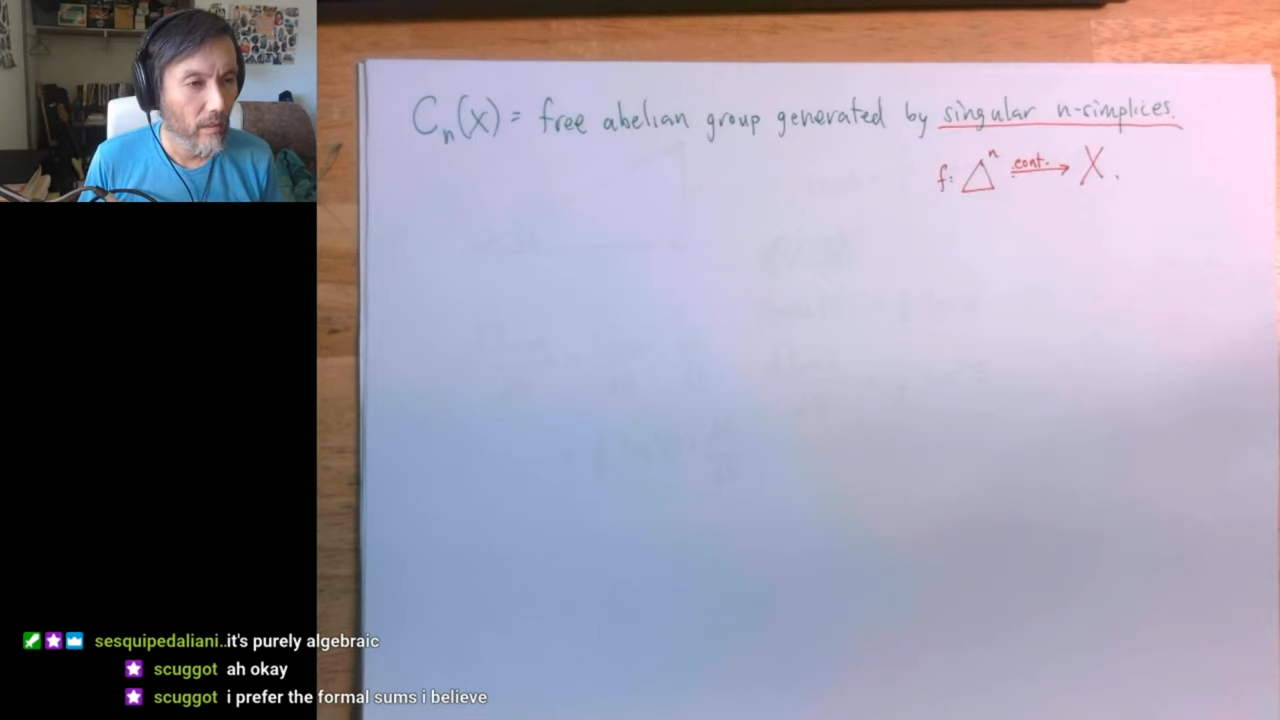 Cₙ(X) = free abelian group generated by singular n-simplices.
f: Δⁿ cont. → X.
sesquipedaliani.. it's purely algebraic
scuggot ah okay
scuggot i prefer the formal sums i believe